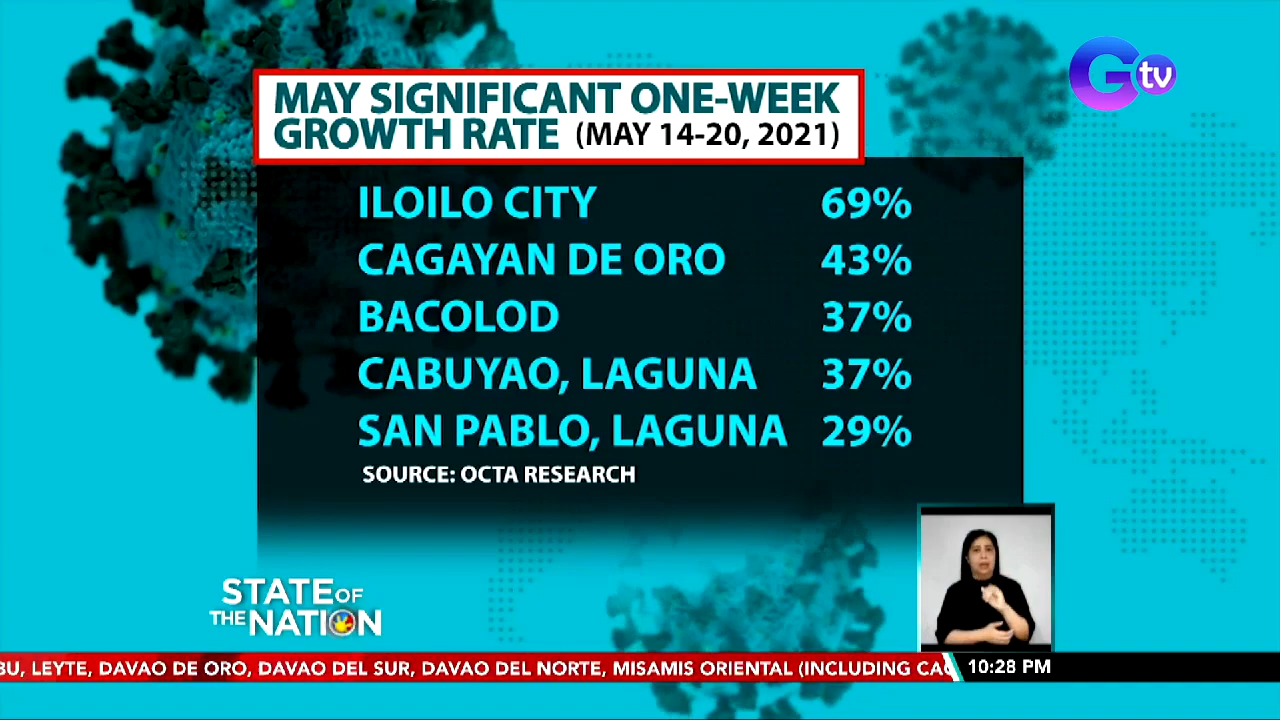 Gtv
MAY SIGNIFICANT ONE-WEEK
GROWTH RATE (MAY 14-20, 2021)
ILOILO CITY 69%
CAGAYAN DE ORO 43%
BACOLOD 37%
CABUYAO, LAGUNA 37%
SAN PABLO, LAGUNA 29%
SOURCE: OCTA RESEARCH
STATE OF
THE NATION
LEYTE, DAVAO DE ORO, DAVAO DEL SUR, DAVAO DEL NORTE, MISAMIS ORIENTAL (INCLUDING 10:28 PM